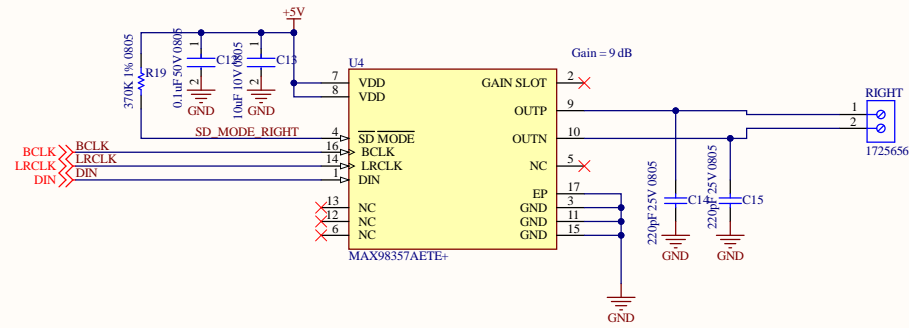 +5V
370K 1% 0805
R19
0.1uF 50V 0805
1
C12
2
GND
10uF 10V 0805
1
C13
2
GND
U4
Gain = 9 dB
7 VDD
8 VDD
GAIN SLOT 2
OUTP 9
OUTN 10
SD_MODE_RIGHT 4 SD MODE
BCLK BCLK 16 BCLK
LRCLK LRCLK 14 LRCLK
DIN DIN 1 DIN
NC 5
EP 17
13 NC
GND 3
12 NC
GND 11
6 NC
GND 15
MAX98357AETE+
RIGHT
1
2
1725656
220pF 25V 0805
C14
GND
220pF 25V 0805
C15
GND
GND